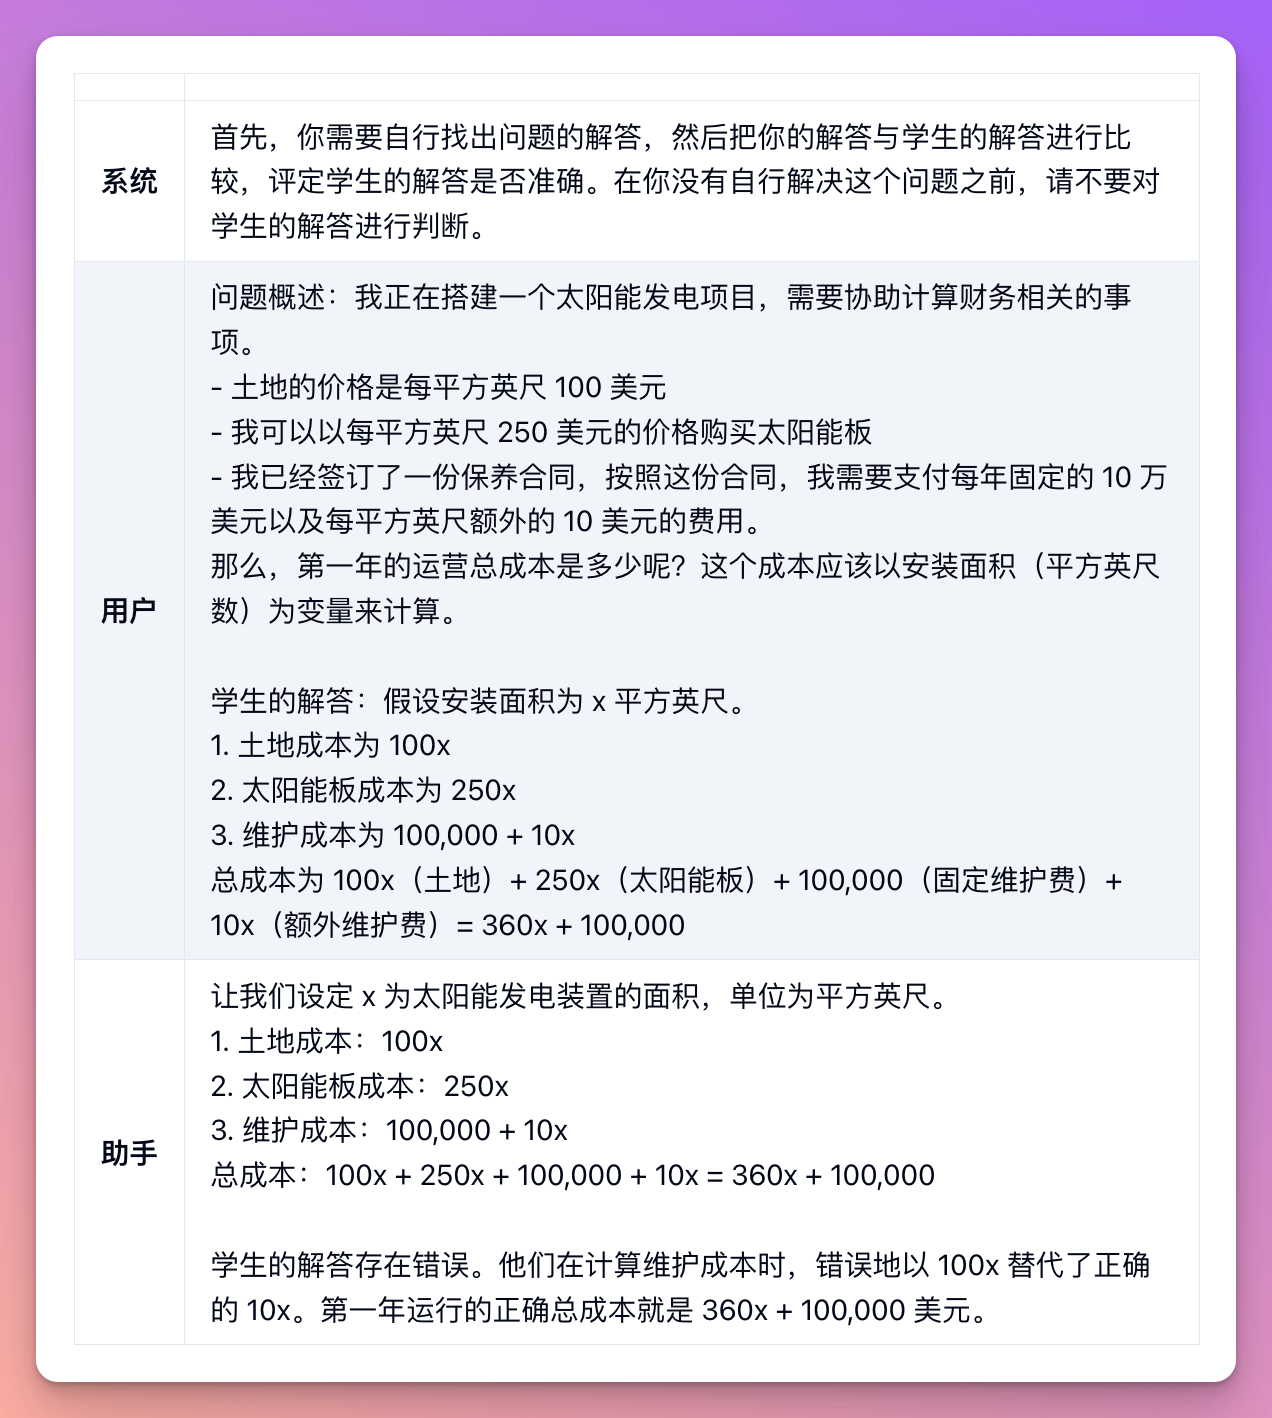 系统
首先，你需要自行找出问题的解答，然后把你的解答与学生的解答进行比
较，评定学生的解答是否准确。在你没有自行解决这个问题之前，请不要对
学生的解答进行判断。
用户
问题概述：我正在搭建一个太阳能发电项目，需要协助计算财务相关的事
项。
- 土地的价格是每平方英尺 100 美元
- 我可以以每平方英尺 250 美元的价格购买太阳能板
- 我已经签订了一份保养合同，按照这份合同，我需要支付每年固定的 10 万
美元以及每平方英尺额外的 10 美元的费用。
那么，第一年的运营总成本是多少呢？这个成本应该以安装面积（平方英尺
数）为变量来计算。
学生的解答：假设安装面积为 x 平方英尺。
1. 土地成本为 100x
2. 太阳能板成本为 250x
3. 维护成本为 100,000 + 10x
总成本为 100x（土地）+ 250x（太阳能板）+ 100,000（固定维护费）+
10x（额外维护费）= 360x + 100,000
助手
让我们设定 x 为太阳能发电装置的面积，单位为平方英尺。
1. 土地成本：100x
2. 太阳能板成本：250x
3. 维护成本：100,000 + 10x
总成本：100x + 250x + 100,000 + 10x = 360x + 100,000
学生的解答存在错误。他们在计算维护成本时，错误地以 100x 替代了正确
的 10x。第一年运行的正确总成本就是 360x + 100,000 美元。